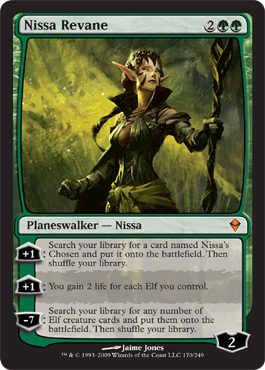 Nissa Revane 2
Planeswalker — Nissa
+1: Search your library for a card named Nissa's
Chosen and put it onto the battlefield. Then
shuffle your library.
+1: You gain 2 life for each Elf you control.
-7: Search your library for any number of
Elf creature cards and put them onto the
battlefield. Then shuffle your library.
2
Jaime Jones
™ & © 1993-2009 Wizards of the Coast LLC 170/249